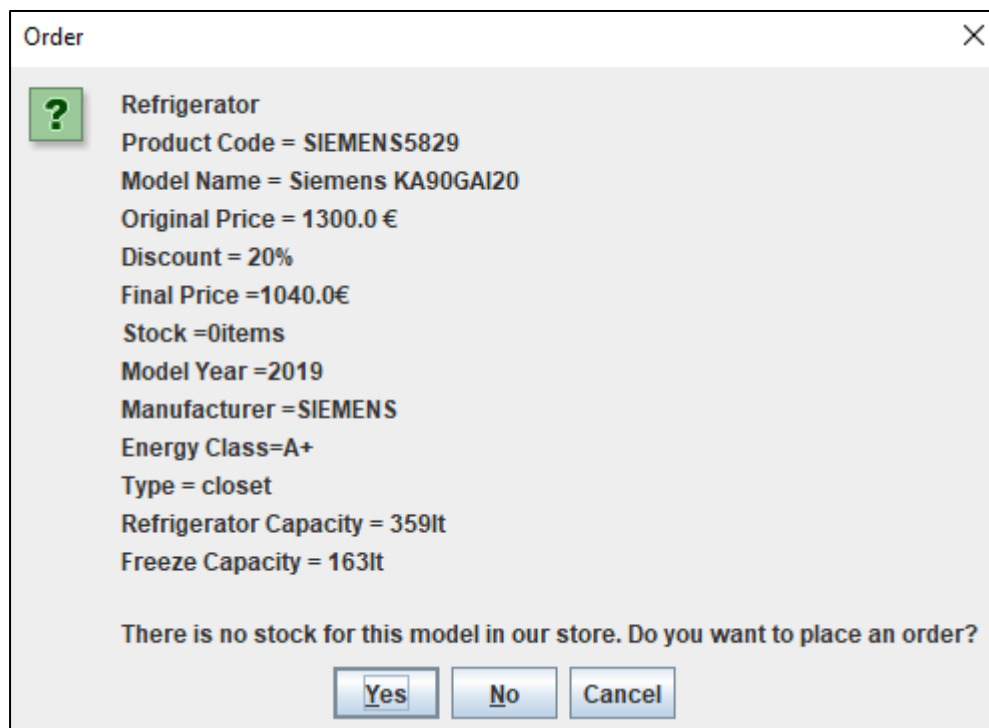 Order
Refrigerator
Product Code = SIEMENS5829
Model Name = Siemens KA90GAI20
Original Price = 1300.0 €
Discount = 20%
Final Price =1040.0€
Stock =0items
Model Year =2019
Manufacturer =SIEMENS
Energy Class=A+
Type = closet
Refrigerator Capacity = 359lt
Freeze Capacity = 163lt
There is no stock for this model in our store. Do you want to place an order?
Yes No Cancel